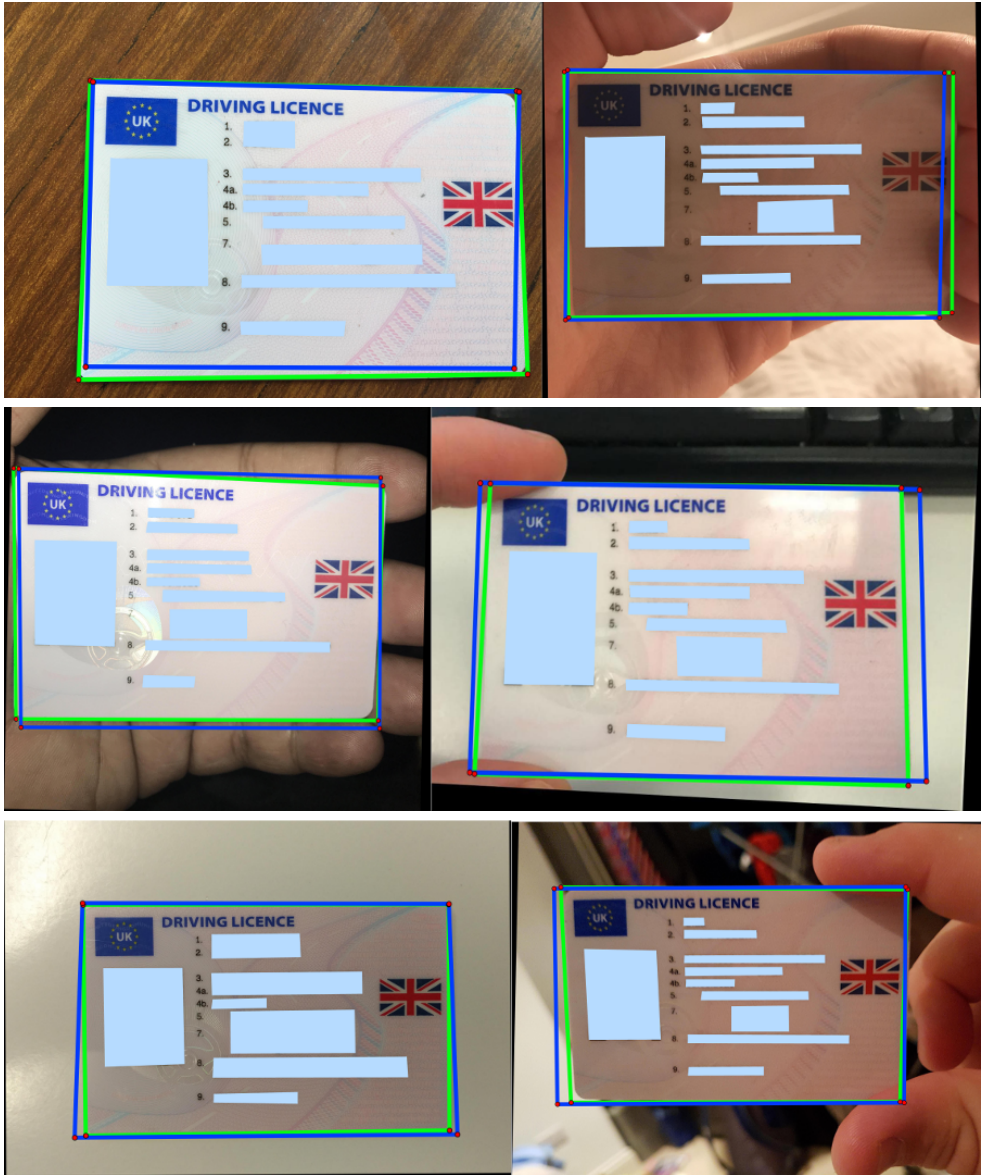 DRIVING LICENCE
UK
1.
2.
3.
4a.
4b.
5.
7.
8.
9.
DRIVING LICENCE
UK
1.
2.
3.
4a.
4b.
5.
7.
8.
9.
DRIVING LICENCE
UK
1.
2.
3.
4a.
4b.
5.
7.
8.
9.
DRIVING LICENCE
UK
1.
2.
3.
4a.
4b.
5.
7.
8.
9.
DRIVING LICENCE
UK
1.
2.
3.
4a.
4b.
5.
7.
8.
9.
DRIVING LICENCE
UK
1.
2.
3.
4a.
4b.
5.
7.
8.
9.